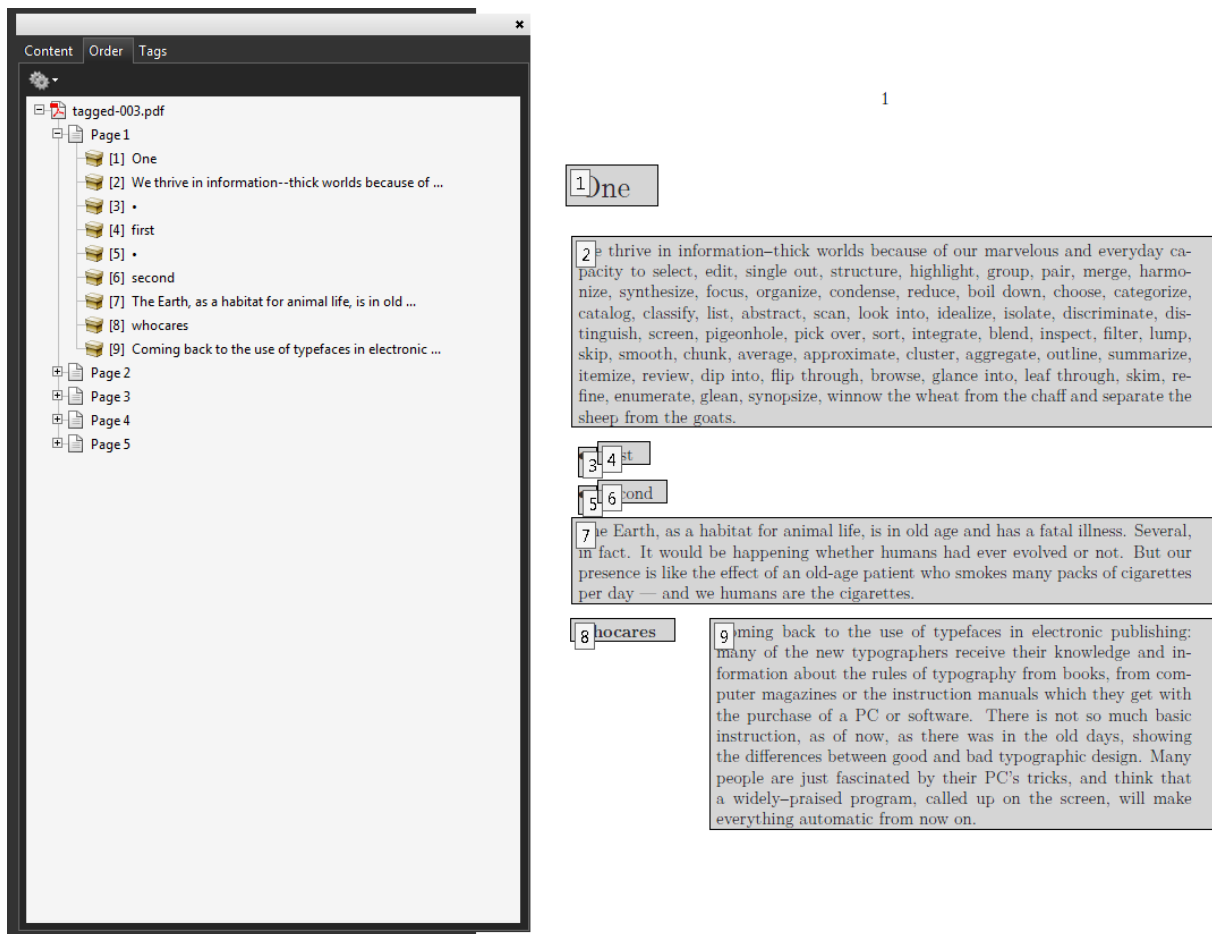 Content Order Tags
tagged-003.pdf
Page 1
[1] One
[2] We thrive in information--thick worlds because of ...
[3] •
[4] first
[5] •
[6] second
[7] The Earth, as a habitat for animal life, is in old ...
[8] whocares
[9] Coming back to the use of typefaces in electronic ...
Page 2
Page 3
Page 4
Page 5
1
1 One
2 e thrive in information–thick worlds because of our marvelous and everyday ca-
pacity to select, edit, single out, structure, highlight, group, pair, merge, harmo-
nize, synthesize, focus, organize, condense, reduce, boil down, choose, categorize,
catalog, classify, list, abstract, scan, look into, idealize, isolate, discriminate, dis-
tinguish, screen, pigeonhole, pick over, sort, integrate, blend, inspect, filter, lump,
skip, smooth, chunk, average, approximate, cluster, aggregate, outline, summarize,
itemize, review, dip into, flip through, browse, glance into, leaf through, skim, re-
fine, enumerate, glean, synopsize, winnow the wheat from the chaff and separate the
sheep from the goats.
3 4 st
5 6 cond
7 he Earth, as a habitat for animal life, is in old age and has a fatal illness. Several,
in fact. It would be happening whether humans had ever evolved or not. But our
presence is like the effect of an old-age patient who smokes many packs of cigarettes
per day — and we humans are the cigarettes.
8 hocares
9 oming back to the use of typefaces in electronic publishing:
many of the new typographers receive their knowledge and in-
formation about the rules of typography from books, from com-
puter magazines or the instruction manuals which they get with
the purchase of a PC or software. There is not so much basic
instruction, as of now, as there was in the old days, showing
the differences between good and bad typographic design. Many
people are just fascinated by their PC's tricks, and think that
a widely–praised program, called up on the screen, will make
everything automatic from now on.